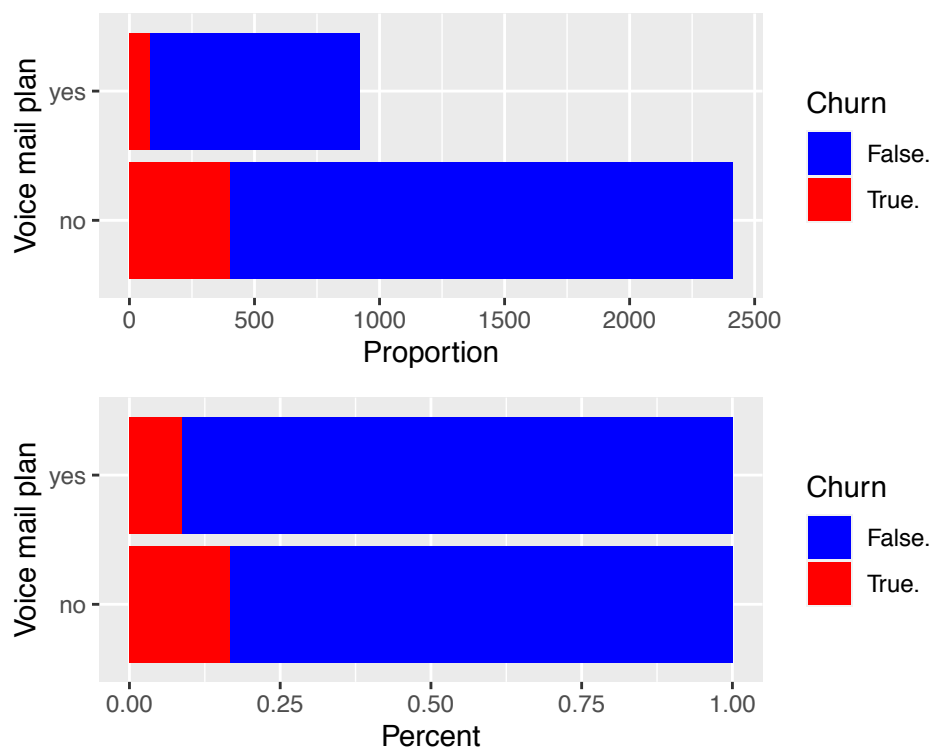 Voice mail plan
yes
no
0 500 1000 1500 2000 2500
Proportion
Churn
False.
True.
Voice mail plan
yes
no
0.00 0.25 0.50 0.75 1.00
Percent
Churn
False.
True.